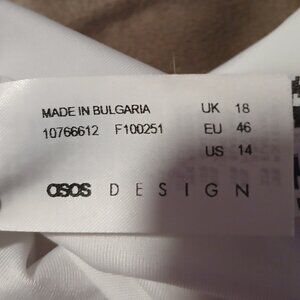 MADE IN BULGARIA UK 18
10766612 F100251 EU 46
US 14
asos DESIGN